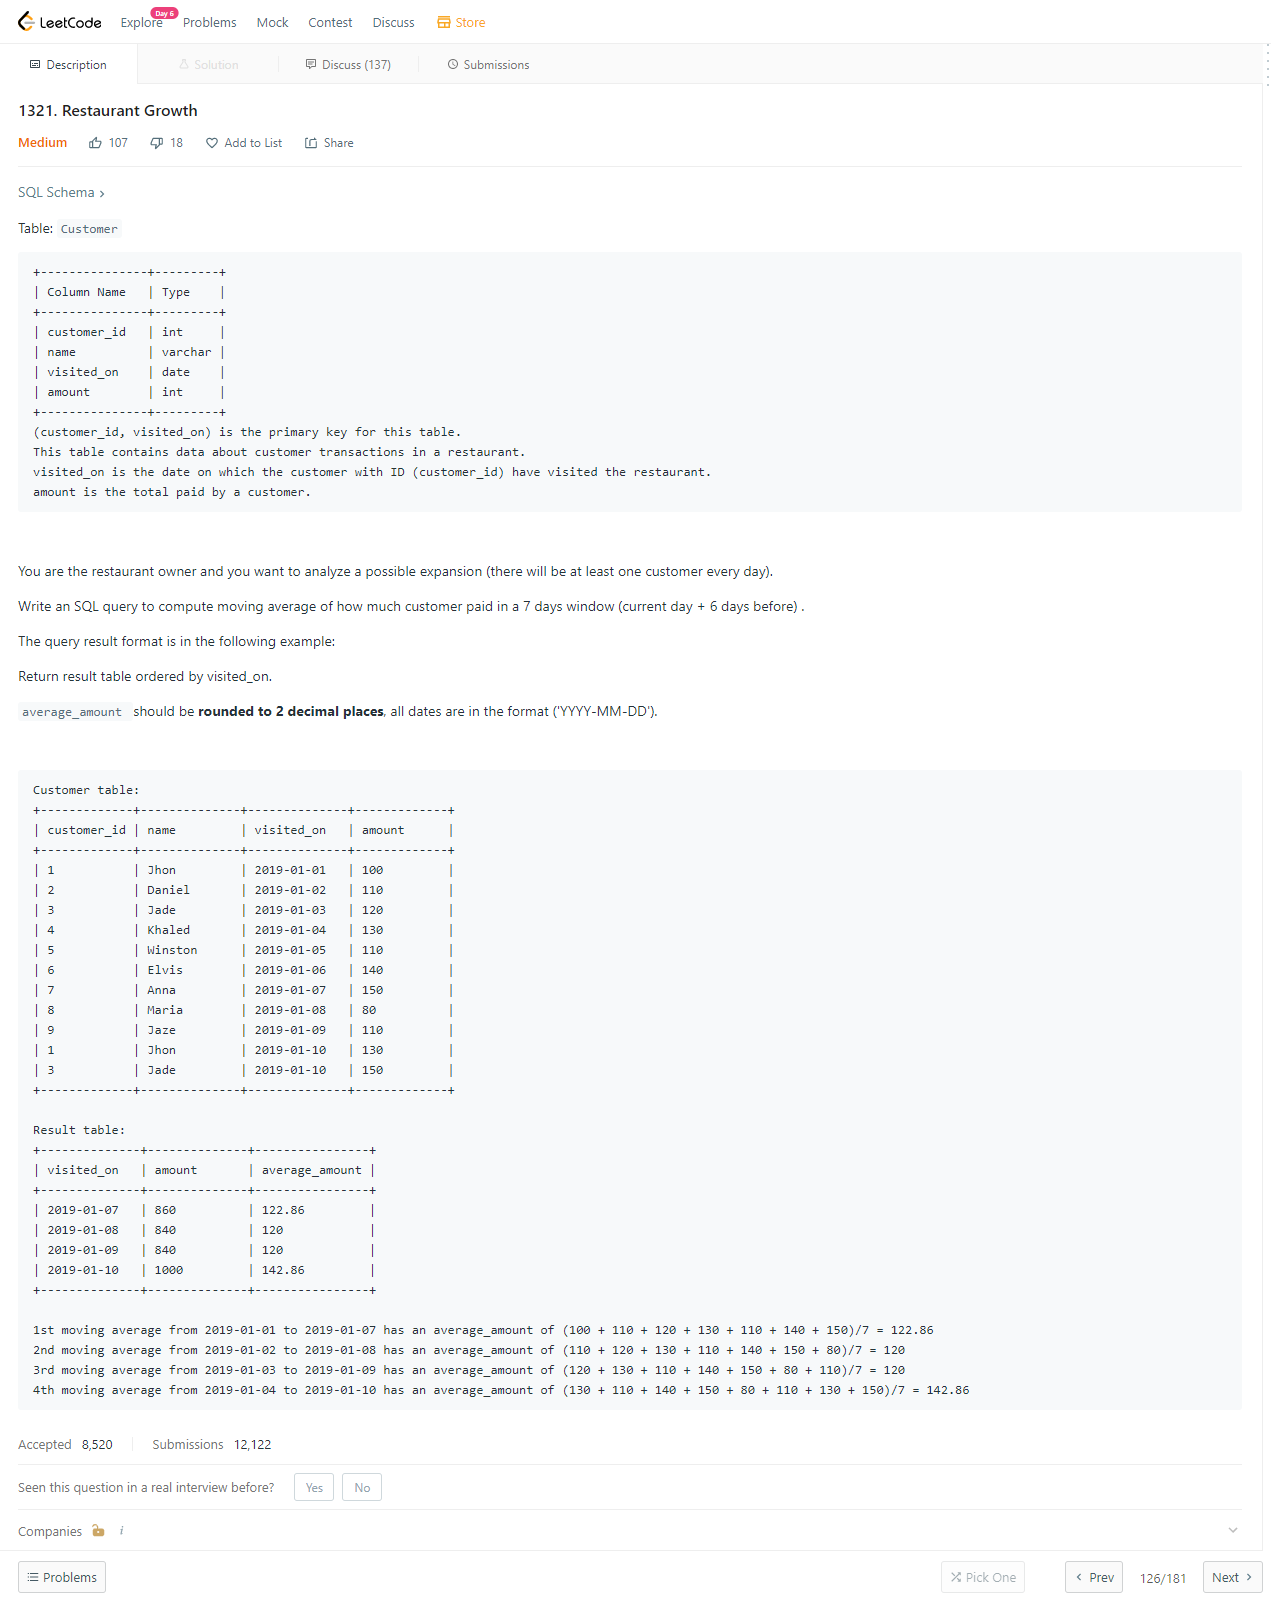 LeetCode Explore Day 6 Problems Mock Contest Discuss Store
Description Solution Discuss (137) Submissions
1321. Restaurant Growth
Medium 107 18 Add to List Share
SQL Schema >
Table: Customer
+---------------+---------+
| Column Name   | Type    |
+---------------+---------+
| customer_id   | int     |
| name          | varchar |
| visited_on    | date    |
| amount        | int     |
+---------------+---------+
(customer_id, visited_on) is the primary key for this table.
This table contains data about customer transactions in a restaurant.
visited_on is the date on which the customer with ID (customer_id) have visited the restaurant.
amount is the total paid by a customer.
You are the restaurant owner and you want to analyze a possible expansion (there will be at least one customer every day).
Write an SQL query to compute moving average of how much customer paid in a 7 days window (current day + 6 days before) .
The query result format is in the following example:
Return result table ordered by visited_on.
average_amount should be rounded to 2 decimal places, all dates are in the format ('YYYY-MM-DD').
Customer table:
+-------------+--------------+--------------+-------------+
| customer_id | name         | visited_on   | amount      |
+-------------+--------------+--------------+-------------+
| 1           | Jhon         | 2019-01-01   | 100         |
| 2           | Daniel       | 2019-01-02   | 110         |
| 3           | Jade         | 2019-01-03   | 120         |
| 4           | Khaled       | 2019-01-04   | 130         |
| 5           | Winston      | 2019-01-05   | 110         |
| 6           | Elvis        | 2019-01-06   | 140         |
| 7           | Anna         | 2019-01-07   | 150         |
| 8           | Maria        | 2019-01-08   | 80          |
| 9           | Jaze         | 2019-01-09   | 110         |
| 1           | Jhon         | 2019-01-10   | 130         |
| 3           | Jade         | 2019-01-10   | 150         |
+-------------+--------------+--------------+-------------+
Result table:
+--------------+--------------+----------------+
| visited_on   | amount       | average_amount |
+--------------+--------------+----------------+
| 2019-01-07   | 860          | 122.86         |
| 2019-01-08   | 840          | 120            |
| 2019-01-09   | 840          | 120            |
| 2019-01-10   | 1000         | 142.86         |
+--------------+--------------+----------------+
1st moving average from 2019-01-01 to 2019-01-07 has an average_amount of (100 + 110 + 120 + 130 + 110 + 140 + 150)/7 = 122.86
2nd moving average from 2019-01-02 to 2019-01-08 has an average_amount of (110 + 120 + 130 + 110 + 140 + 150 + 80)/7 = 120
3rd moving average from 2019-01-03 to 2019-01-09 has an average_amount of (120 + 130 + 110 + 140 + 150 + 80 + 110)/7 = 120
4th moving average from 2019-01-04 to 2019-01-10 has an average_amount of (130 + 110 + 140 + 150 + 80 + 110 + 130 + 150)/7 = 142.86
Accepted 8,520 Submissions 12,122
Seen this question in a real interview before? Yes No
Companies i
Problems Pick One < Prev 126/181 Next >